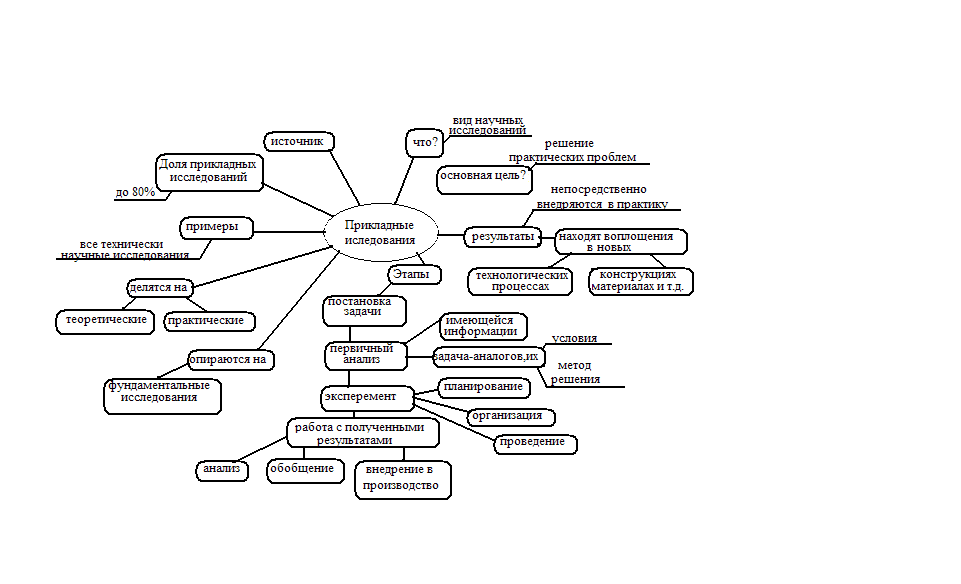 вид научных
исследований
что?
источник
решение
практических проблем
основная цель?
Доля прикладных
исследований
до 80%
непосредственно
внедряются в практику
примеры
Прикладные
иследования
результаты
находят воплощения
в новых
все технически
научные исследования
Этапы
технологических
процессах
конструкциях
материалах и т.д.
делятся на
постановка
задачи
теоретические
практические
имеющейся
информации
первичный
анализ
задача-аналогов,их
условия
метод
решения
опираются на
фундаментальные
исследования
эксперемент
планирование
организация
проведение
работа с полученными
результатами
анализ
обобщение
внедрение в
производство